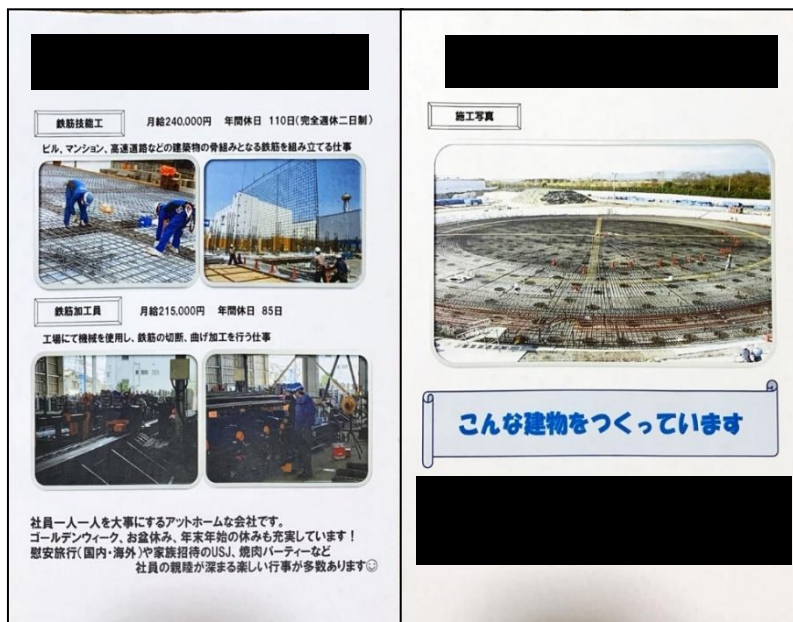 鉄筋技能工 月給240,000円 年間休日 110日(完全週休二日制)
ビル、マンション、高速道路などの建築物の骨組みとなる鉄筋を組み立てる仕事
鉄筋加工員 月給215,000円 年間休日 85日
工場にて機械を使用し、鉄筋の切断、曲げ加工を行う仕事
社員一人一人を大事にするアットホームな会社です。
ゴールデンウィーク、お盆休み、年末年始の休みも充実しています!
慰安旅行(国内・海外)や家族招待のUSJ、焼肉パーティーなど
社員の親睦が深まる楽しい行事が多数あります☺
施工写真
こんな建物をつくっています